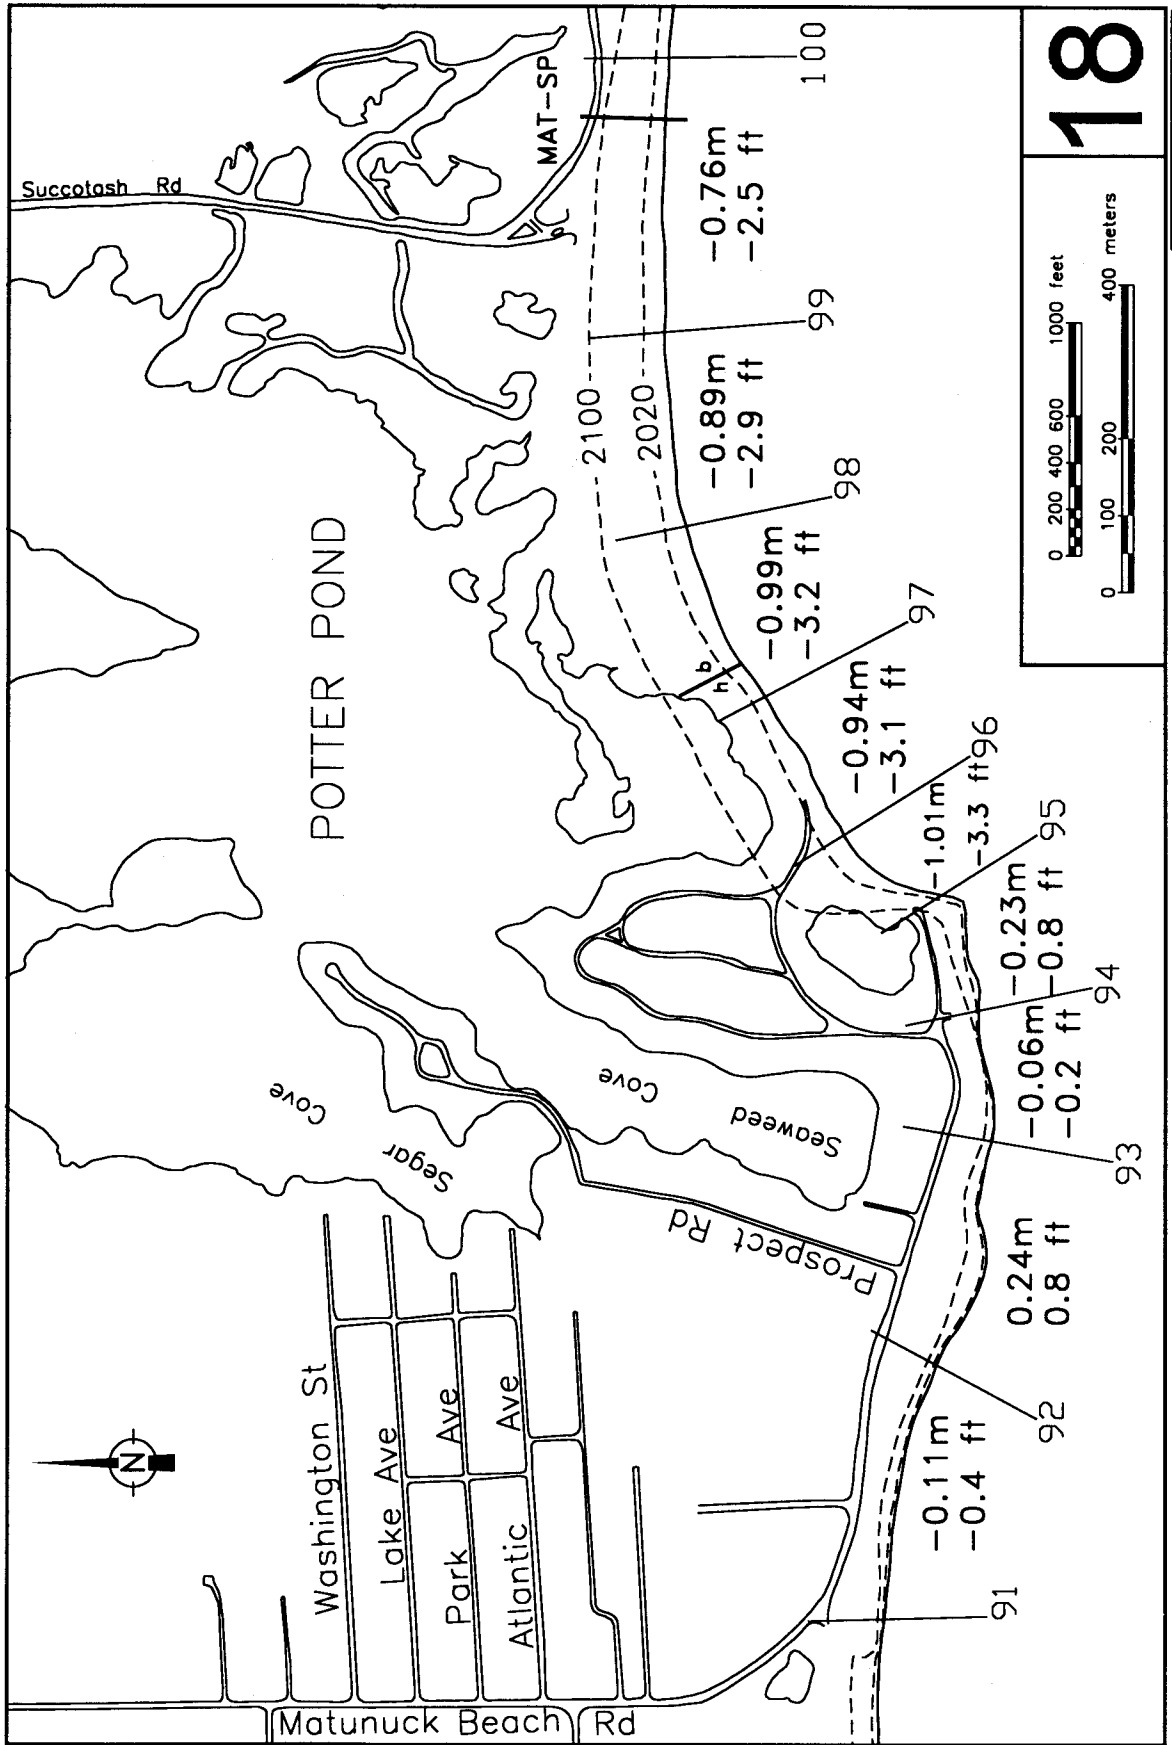 18
0 200 400 600 1000 feet
0 100 200 400 meters
N
Succotash Rd
MAT-SP
POTTER POND
2100
2020
Segar
Cove
Seaweed
Cove
Prospect Rd
Washington St
Lake Ave
Park Ave
Atlantic Ave
Matunuck Beach Rd
h b
91
-0.11m
-0.4 ft
92
0.24m
0.8 ft
93
-0.06m
-0.2 ft
94
-0.23m
-0.8 ft
95
-1.01m
-3.3 ft
96
-0.94m
-3.1 ft
97
-0.99m
-3.2 ft
98
-0.89m
-2.9 ft
99
-0.76m
-2.5 ft
100